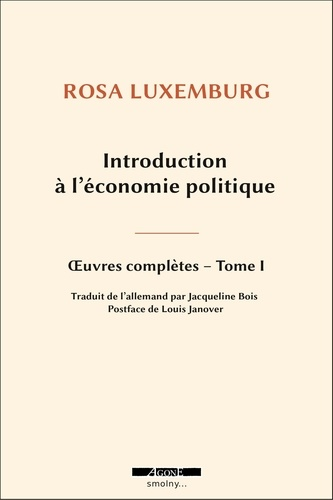 ROSA LUXEMBURG
Introduction
à l’économie politique
Œuvres complètes – Tome I
Traduit de l’allemand par Jacqueline Bois
Postface de Louis Janover
AGONE
smolny...